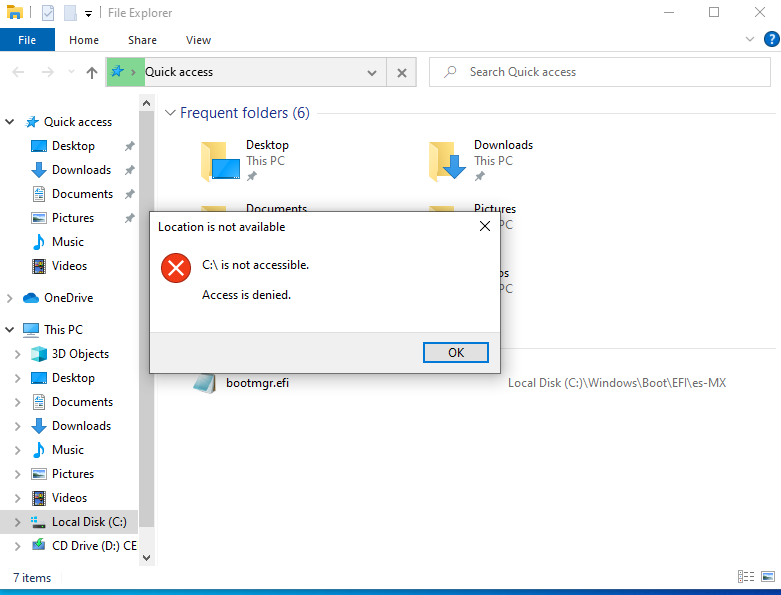 File Explorer
File Home Share View
?
Quick access
Search Quick access
Quick access
Desktop
Downloads
Documents
Pictures
Music
Videos
OneDrive
This PC
3D Objects
Desktop
Documents
Downloads
Music
Pictures
Videos
Local Disk (C:)
CD Drive (D:) CE
Frequent folders (6)
Desktop
This PC
Downloads
This PC
Documents
Pictures
PC
os
PC
Location is not available
C:\ is not accessible.
Access is denied.
OK
bootmgr.efi
Local Disk (C:)\Windows\Boot\EFI\es-MX
7 items